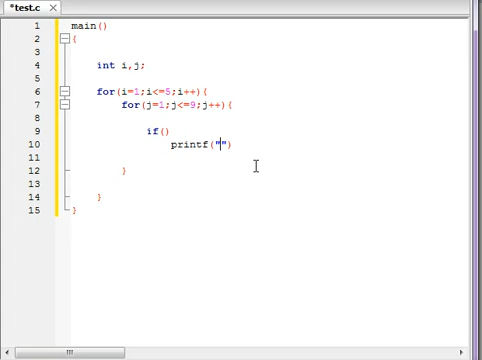 *test.c
1 main()
2 {
3
4 int i,j;
5
6 for(i=1;i<=5;i++){
7 for(j=1;j<=9;j++){
8
9 if()
10 printf("")
11
12 }
13
14 }
15 }